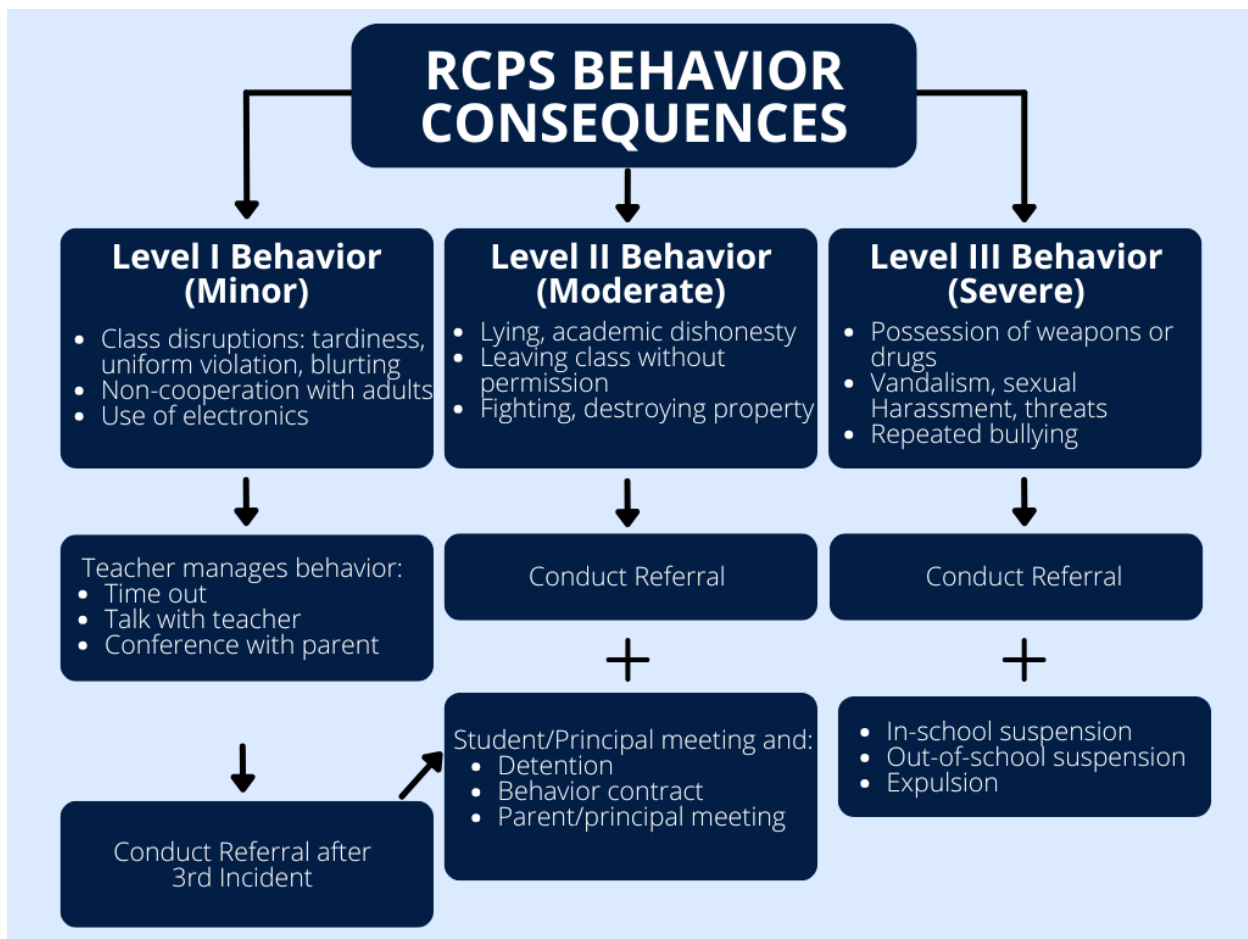 RCPS BEHAVIOR
CONSEQUENCES
Level I Behavior
(Minor)
• Class disruptions: tardiness,
uniform violation, blurting
• Non-cooperation with adults
• Use of electronics
Level II Behavior
(Moderate)
• Lying, academic dishonesty
• Leaving class without
permission
• Fighting, destroying property
Level III Behavior
(Severe)
• Possession of weapons or
drugs
• Vandalism, sexual
Harassment, threats
• Repeated bullying
Teacher manages behavior:
• Time out
• Talk with teacher
• Conference with parent
Conduct Referral after
3rd Incident
Conduct Referral
+
Student/Principal meeting and:
• Detention
• Behavior contract
• Parent/principal meeting
Conduct Referral
+
• In-school suspension
• Out-of-school suspension
• Expulsion